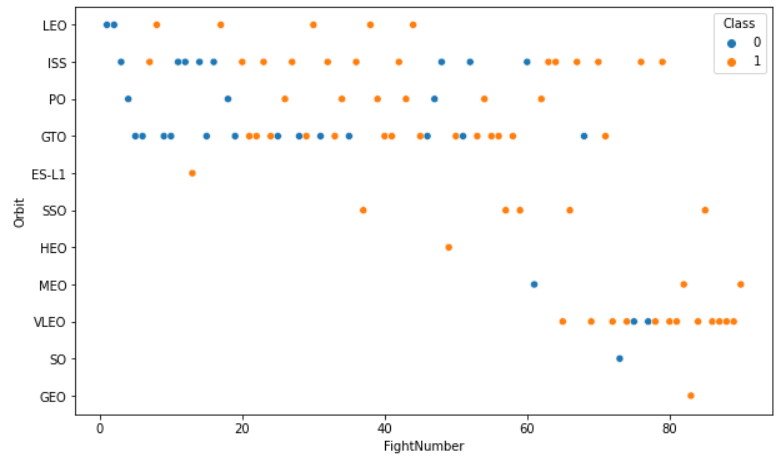 LEO
ISS
PO
GTO
ES-L1
SSO
HEO
MEO
VLEO
SO
GEO
Orbit
Class
0
1
0
20
40
60
80
FightNumber